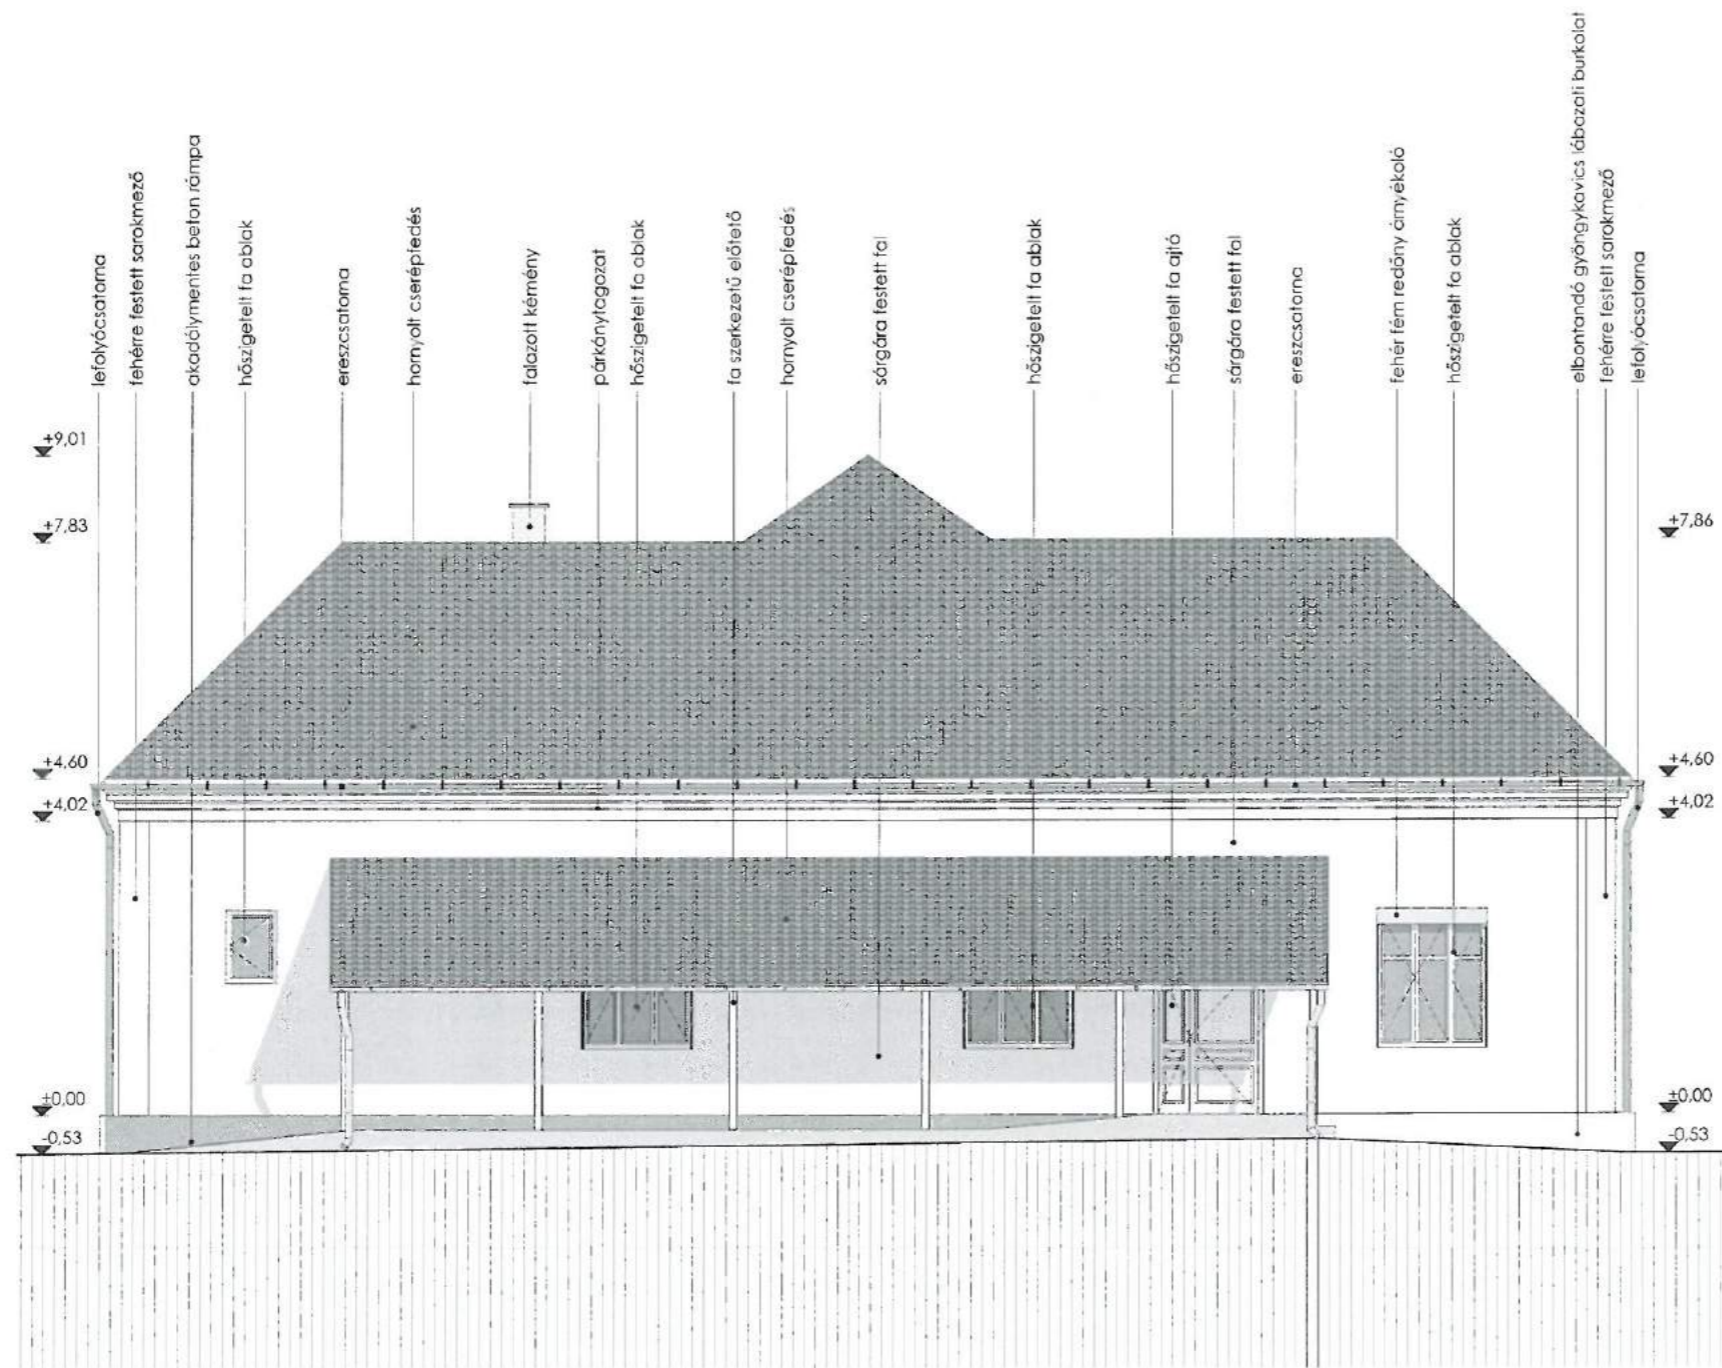 lefolyócsatorna
fehérre festett sarokmező
akadálymentes beton rámpa
hőszigetelt fa ablak
ereszcsatorna
hornyolt cserépfedés
falazott kémény
párkánytagozat
hőszigetelt fa ablak
fa szerkezetű előtető
hornyolt cserépfedés
sárgára festett fal
hőszigetelt fa ablak
hőszigetelt fa ajtó
sárgára festett fal
ereszcsatorna
fehér fém redőny árnyékoló
hőszigetelt fa ablak
elbontandó gyöngykavics lábazati burkolat
fehérre festett sarokmező
lefolyócsatorna
+9,01
+7,83
+7,86
+4,60
+4,60
+4,02
+4,02
±0,00
±0,00
-0,53
-0,53